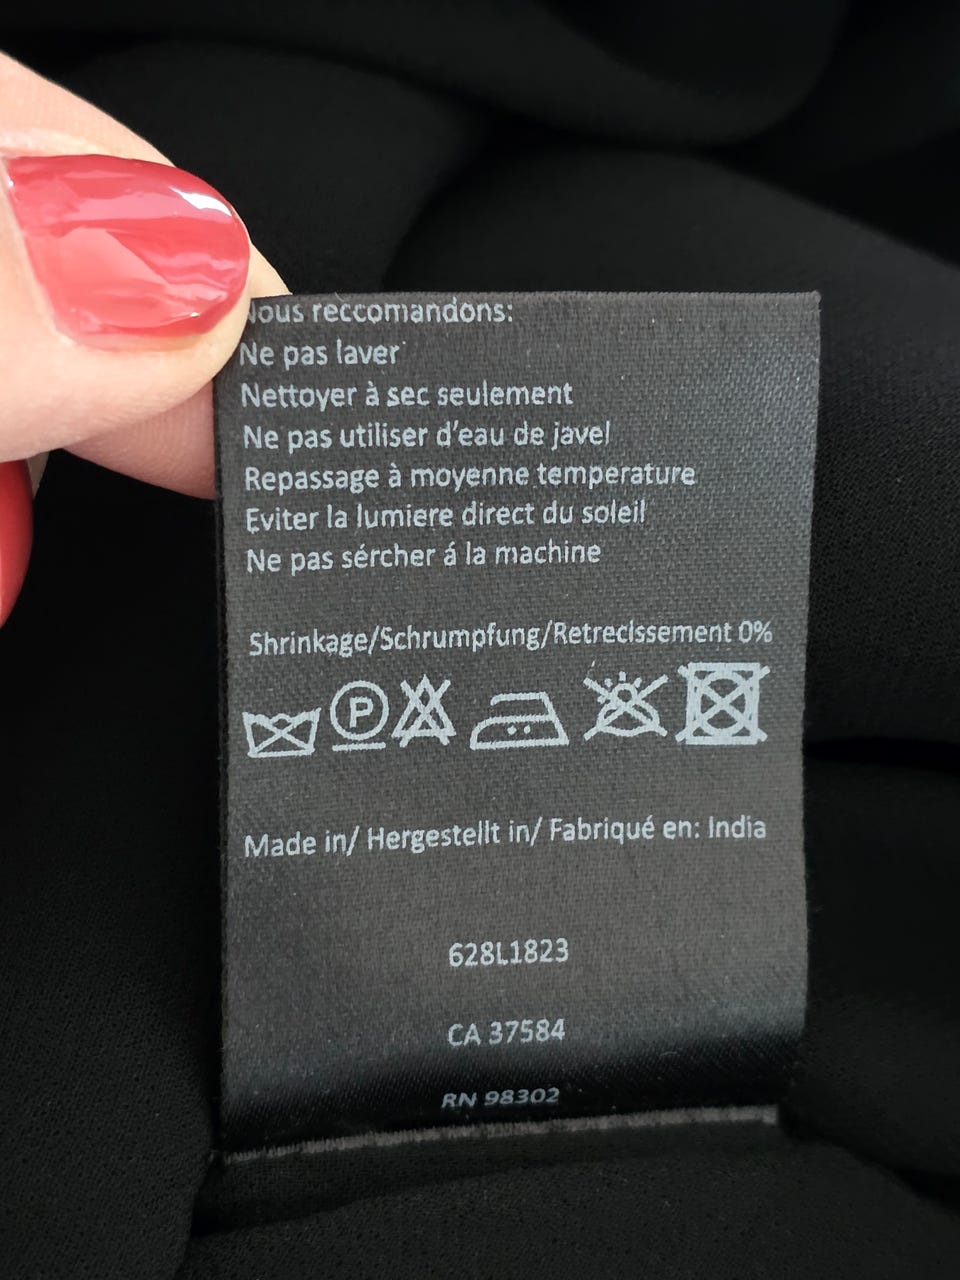 Nous reccomandons:
Ne pas laver
Nettoyer à sec seulement
Ne pas utiliser d'eau de javel
Repassage à moyenne temperature
Eviter la lumiere direct du soleil
Ne pas sércher á la machine
Shrinkage/Schrumpfung/Retrecissement 0%
P
Made in/ Hergestellt in/ Fabriqué en: India
628L1823
CA 37584
RN 98302